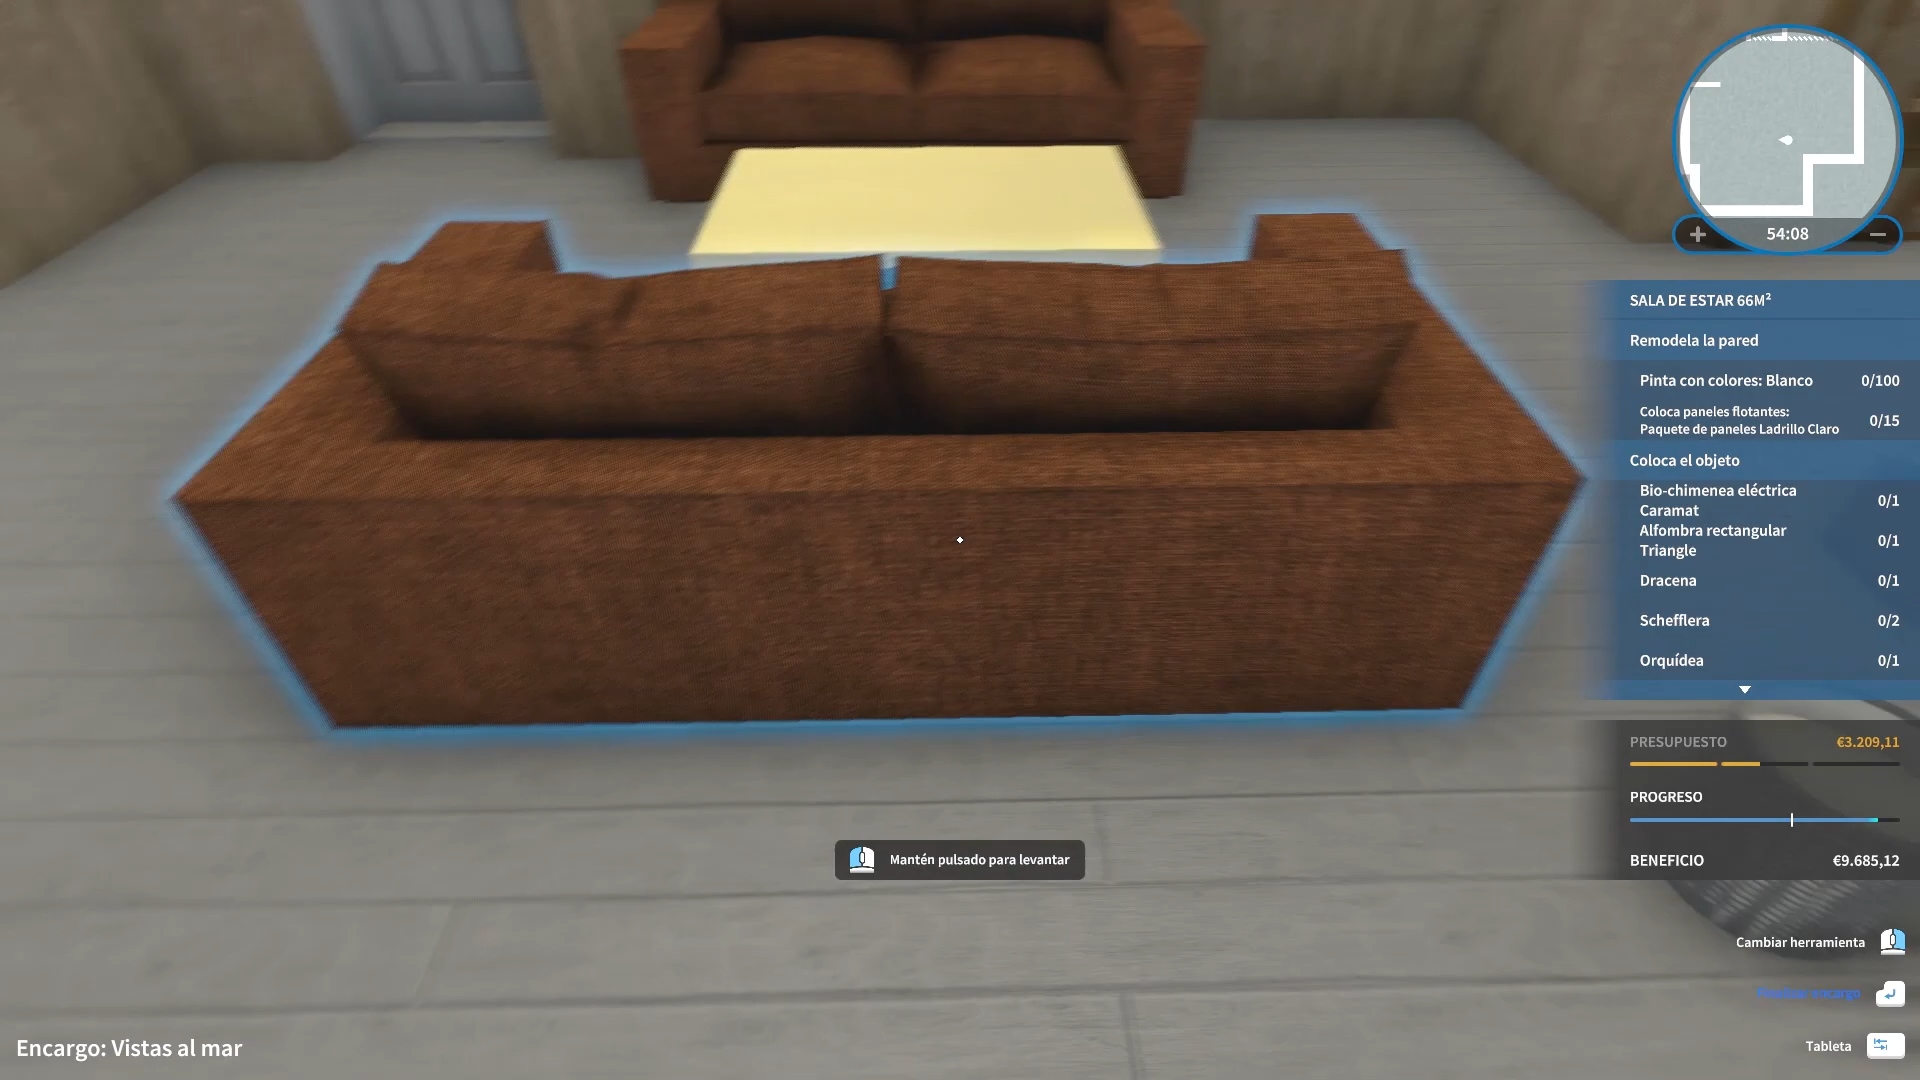 54:08
SALA DE ESTAR 66M²
Remodela la pared
Pinta con colores: Blanco 0/100
Coloca paneles flotantes:
Paquete de paneles Ladrillo Claro 0/15
Coloca el objeto
Bio-chimenea eléctrica
Caramat 0/1
Alfombra rectangular
Triangle 0/1
Dracena 0/1
Schefflera 0/2
Orquídea 0/1
PRESUPUESTO €3.209,11
PROGRESO
BENEFICIO €9.685,12
Mantén pulsado para levantar
Cambiar herramienta
encargo
Tableta
Encargo: Vistas al mar